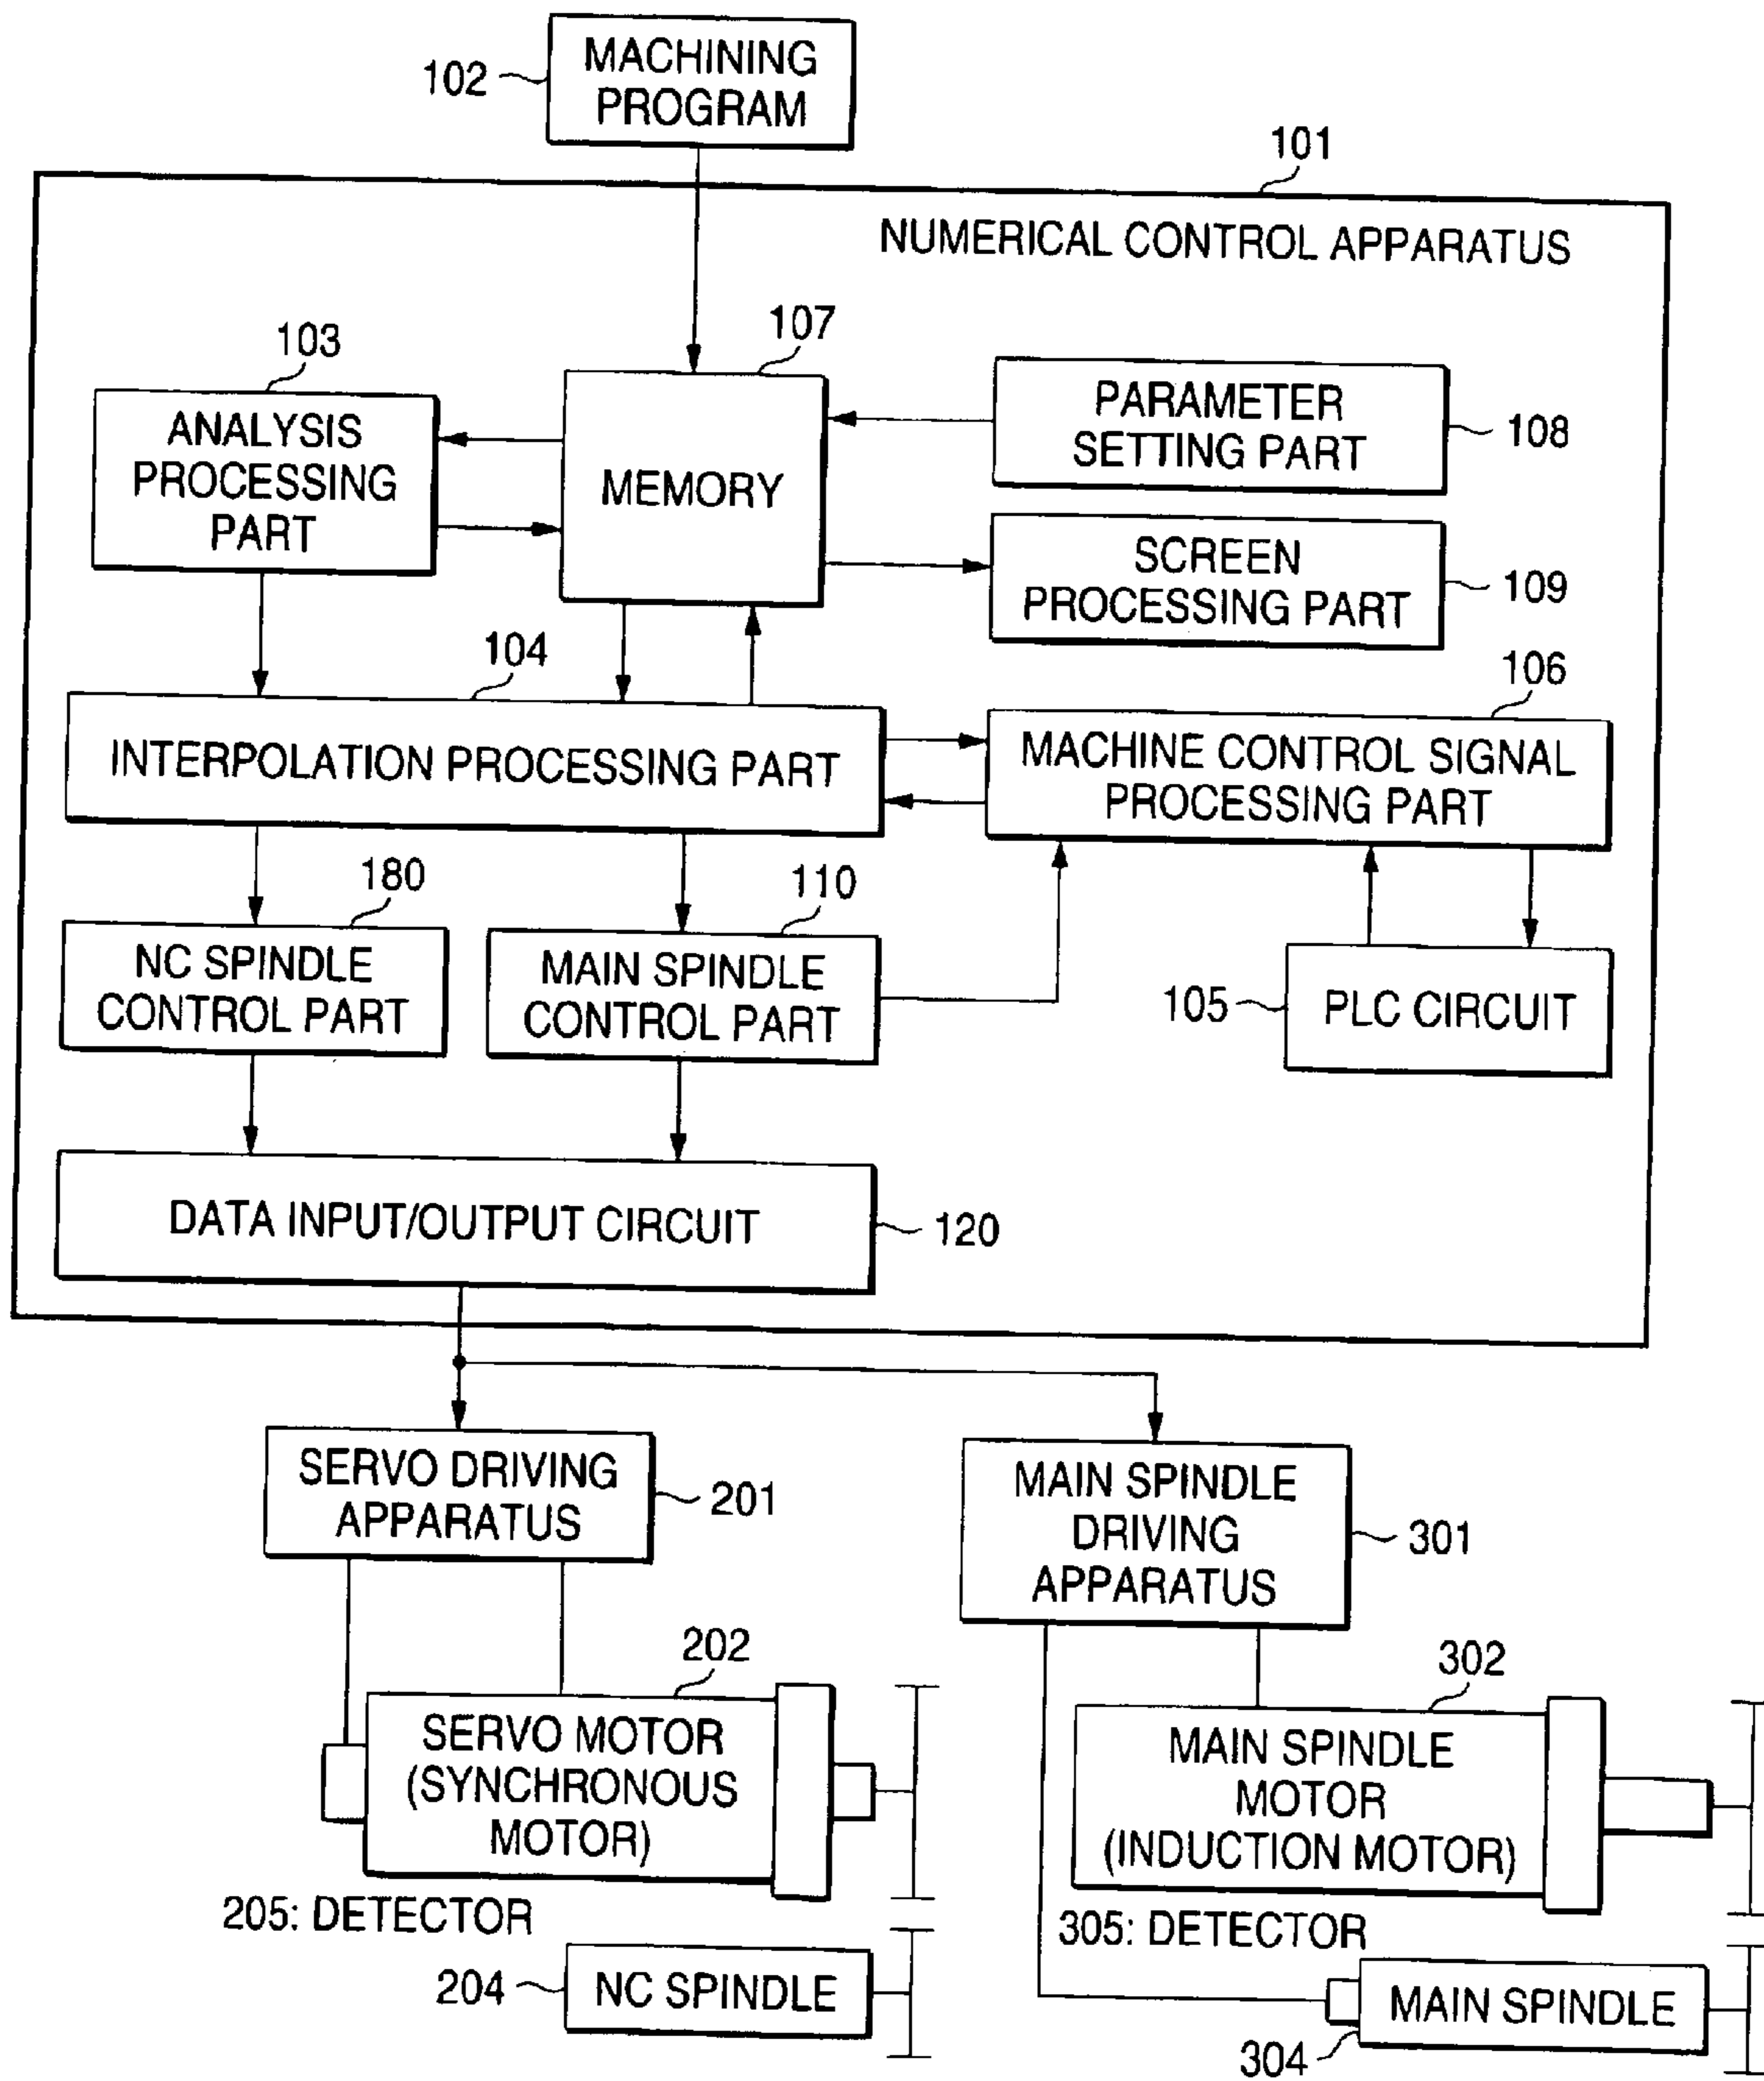 102
MACHINING
PROGRAM
101
NUMERICAL CONTROL APPARATUS
103
ANALYSIS
PROCESSING
PART
107
MEMORY
PARAMETER
SETTING PART
108
SCREEN
PROCESSING PART
109
104
INTERPOLATION PROCESSING PART
106
MACHINE CONTROL SIGNAL
PROCESSING PART
180
NC SPINDLE
CONTROL PART
110
MAIN SPINDLE
CONTROL PART
105
PLC CIRCUIT
DATA INPUT/OUTPUT CIRCUIT
120
SERVO DRIVING
APPARATUS
201
MAIN SPINDLE
DRIVING
APPARATUS
301
202
SERVO MOTOR
(SYNCHRONOUS
MOTOR)
302
MAIN SPINDLE
MOTOR
(INDUCTION MOTOR)
205: DETECTOR
305: DETECTOR
204
NC SPINDLE
MAIN SPINDLE
304